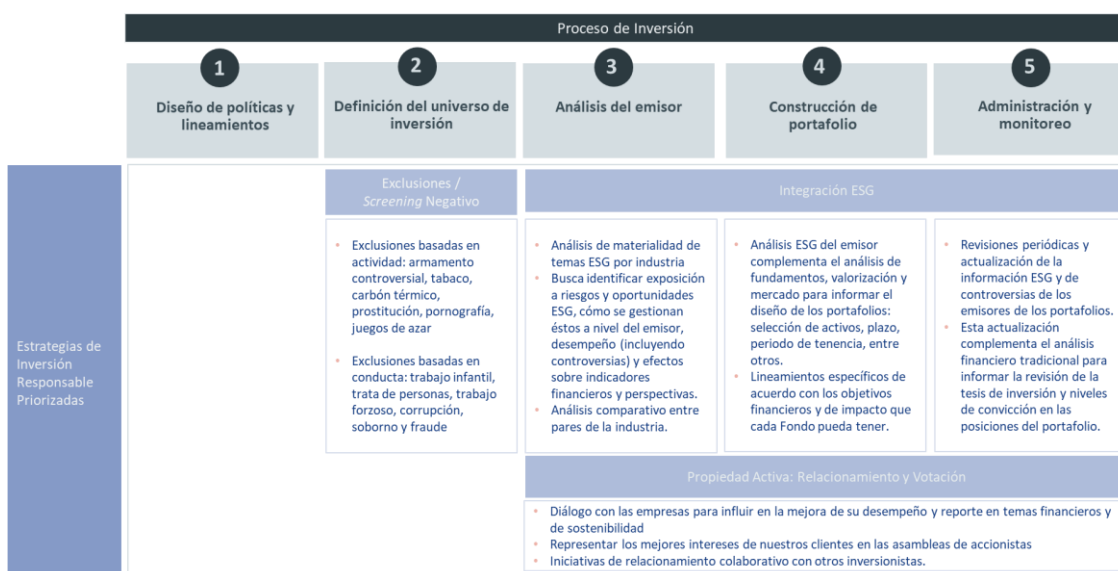 Proceso de Inversión
1
Diseño de políticas y
lineamientos
2
Definición del universo de
inversión
3
Análisis del emisor
4
Construcción de
portafolio
5
Administración y
monitoreo
Estrategias de
Inversión
Responsable
Priorizadas
Exclusiones /
Screening Negativo
Integración ESG
• Exclusiones basadas en
actividad: armamento
controversial, tabaco,
carbón térmico,
prostitución, pornografía,
juegos de azar
• Exclusiones basadas en
conducta: trabajo infantil,
trata de personas, trabajo
forzoso, corrupción,
soborno y fraude
• Análisis de materialidad de
temas ESG por industria
• Busca identificar exposición
a riesgos y oportunidades
ESG, cómo se gestionan
éstos a nivel del emisor,
desempeño (incluyendo
controversias) y efectos
sobre indicadores
financieros y perspectivas.
• Análisis comparativo entre
pares de la industria.
• Análisis ESG del emisor
complementa el análisis de
fundamentos, valorización y
mercado para informar el
diseño de los portafolios:
selección de activos, plazo,
periodo de tenencia, entre
otros.
• Lineamientos específicos de
acuerdo con los objetivos
financieros y de impacto que
cada Fondo pueda tener.
• Revisiones periódicas y
actualización de la
información ESG y de
controversias de los
emisores de los portafolios.
• Esta actualización
complementa el análisis
financiero tradicional para
informar la revisión de la
tesis de inversión y niveles
de convicción en las
posiciones del portafolio.
Propiedad Activa: Relacionamiento y Votación
• Diálogo con las empresas para influir en la mejora de su desempeño y reporte en temas financieros y
de sostenibilidad
• Representar los mejores intereses de nuestros clientes en las asambleas de accionistas
• Iniciativas de relacionamiento colaborativo con otros inversionistas.